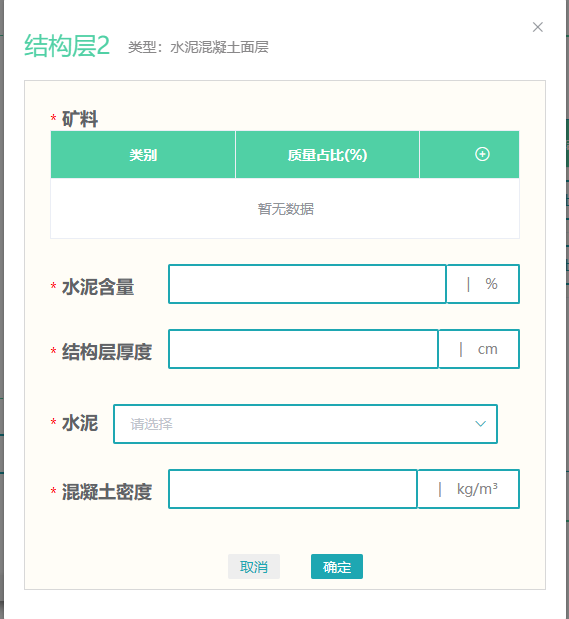 结构层2 类型：水泥混凝土面层
* 矿料
类别 质量占比(%)
暂无数据
* 水泥含量 | %
* 结构层厚度 | cm
* 水泥 请选择
* 混凝土密度 | kg/m³
取消 确定